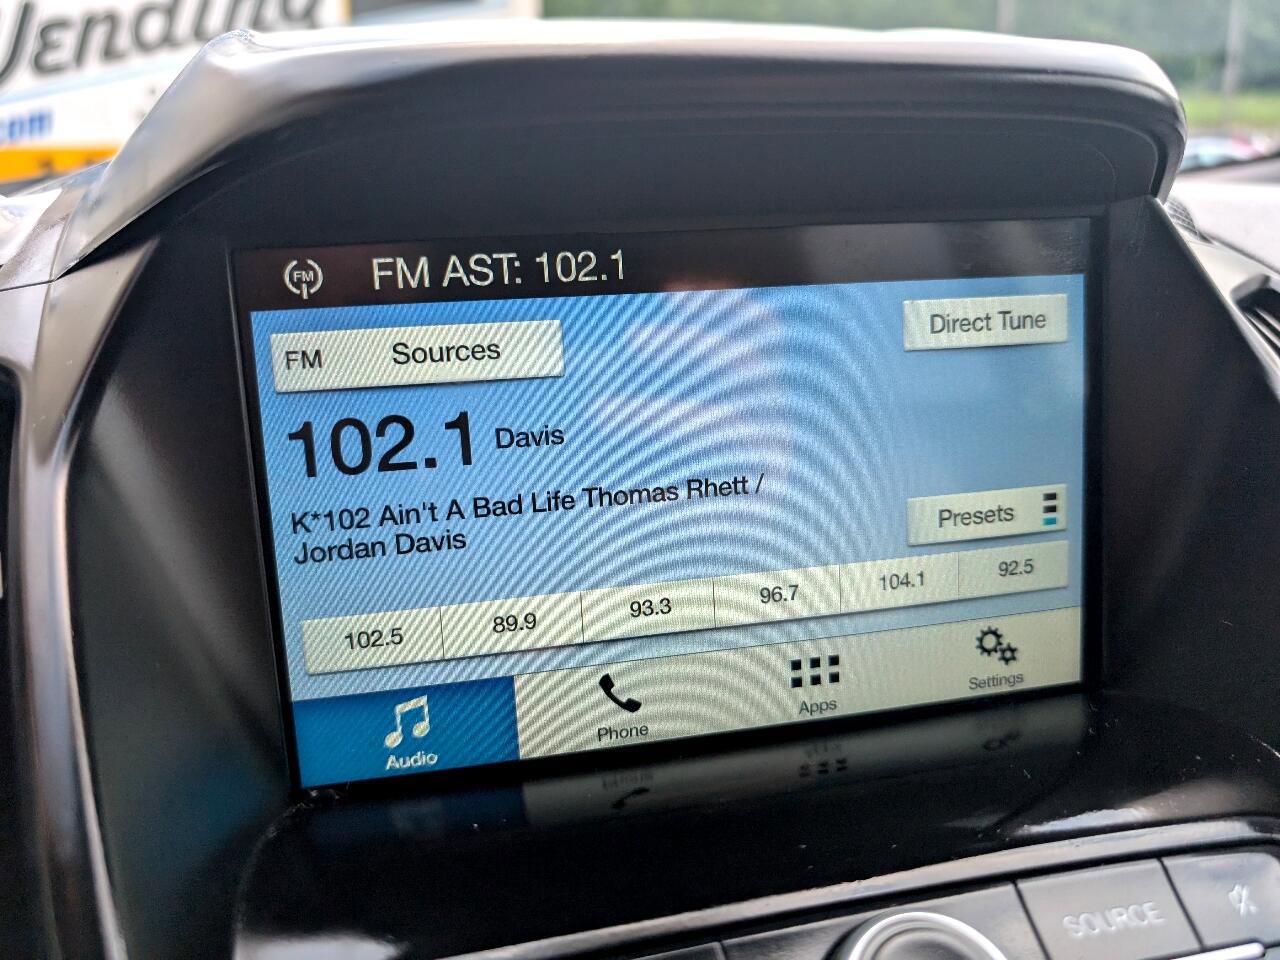 Vending
.com
FM FM AST: 102.1
FM Sources
Direct Tune
102.1 Davis
K*102 Ain't A Bad Life Thomas Rhett /
Jordan Davis
Presets
102.5 89.9 93.3 96.7 104.1 92.5
Audio
Phone
Apps
Settings
SOURCE